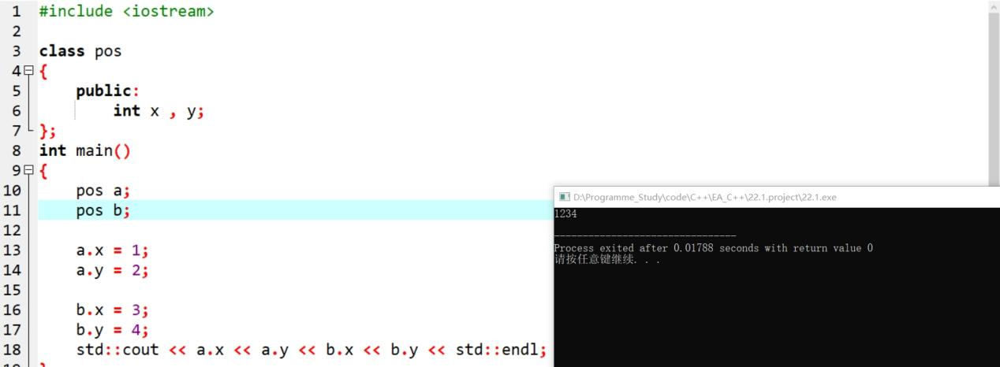 1 #include <iostream>
2
3 class pos
4 {
5 public:
6 int x , y;
7 };
8 int main()
9 {
10 pos a;
11 pos b;
12
13 a.x = 1;
14 a.y = 2;
15
16 b.x = 3;
17 b.y = 4;
18 std::cout << a.x << a.y << b.x << b.y << std::endl;
D:\Programme_Study\code\C++\EA_C++\22.1.project\22.1.exe
1234
--------------------------------
Process exited after 0.01788 seconds with return value 0
请按任意键继续. . .